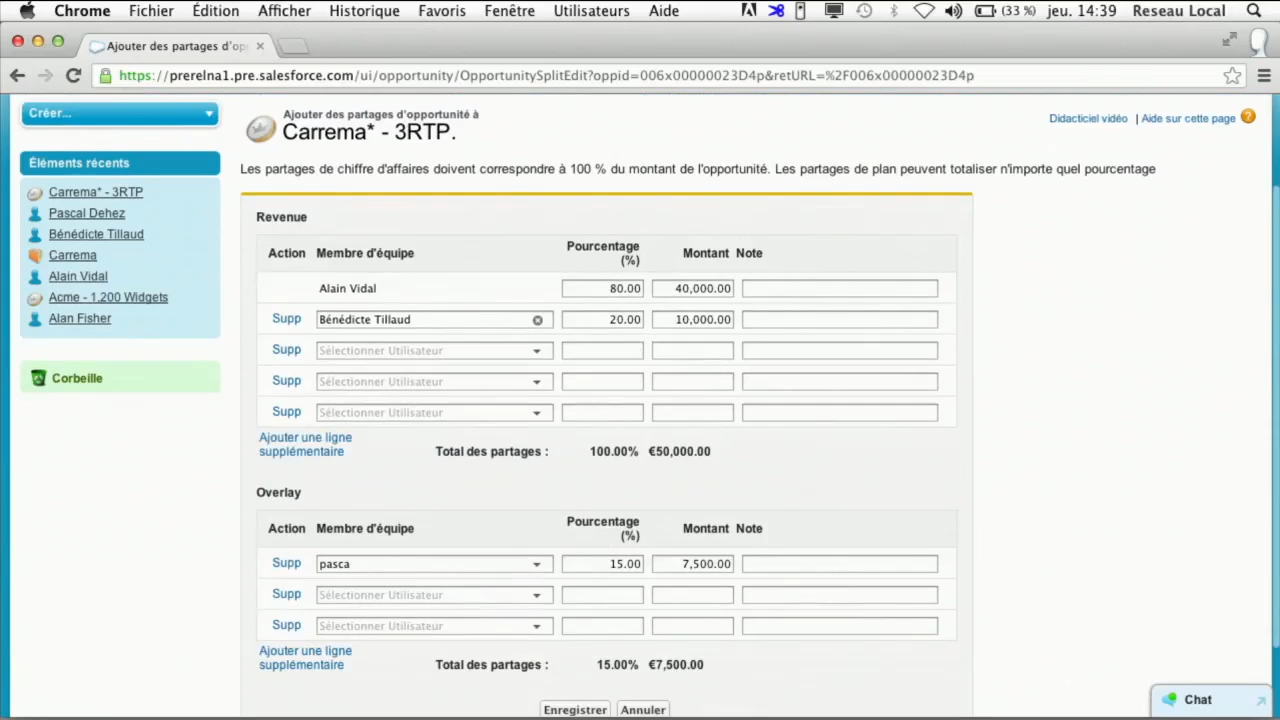 Chrome Fichier Édition Afficher Historique Favoris Fenêtre Utilisateurs Aide (33 %) jeu. 14:39 Reseau Local
Ajouter des partages d'op
https://prerelna1.pre.salesforce.com/ui/opportunity/OpportunitySplitEdit?oppid=006x00000023D4p&retURL=%2F006x00000023D4p
Créer...
Éléments récents
Carrema* - 3RTP
Pascal Dehez
Bénédicte Tillaud
Carrema
Alain Vidal
Acme - 1,200 Widgets
Alan Fisher
Corbeille
Ajouter des partages d'opportunité à
Carrema* - 3RTP.
Didacticiel vidéo | Aide sur cette page ?
Les partages de chiffre d'affaires doivent correspondre à 100 % du montant de l'opportunité. Les partages de plan peuvent totaliser n'importe quel pourcentage
Revenue
Action Membre d'équipe Pourcentage (%) Montant Note
Alain Vidal 80.00 40,000.00
Supp Bénédicte Tillaud 20.00 10,000.00
Supp Sélectionner Utilisateur
Supp Sélectionner Utilisateur
Supp Sélectionner Utilisateur
Ajouter une ligne supplémentaire
Total des partages : 100.00% €50,000.00
Overlay
Action Membre d'équipe Pourcentage (%) Montant Note
Supp pasca 15.00 7,500.00
Supp Sélectionner Utilisateur
Supp Sélectionner Utilisateur
Ajouter une ligne supplémentaire
Total des partages : 15.00% €7,500.00
Enregistrer Annuler
Chat